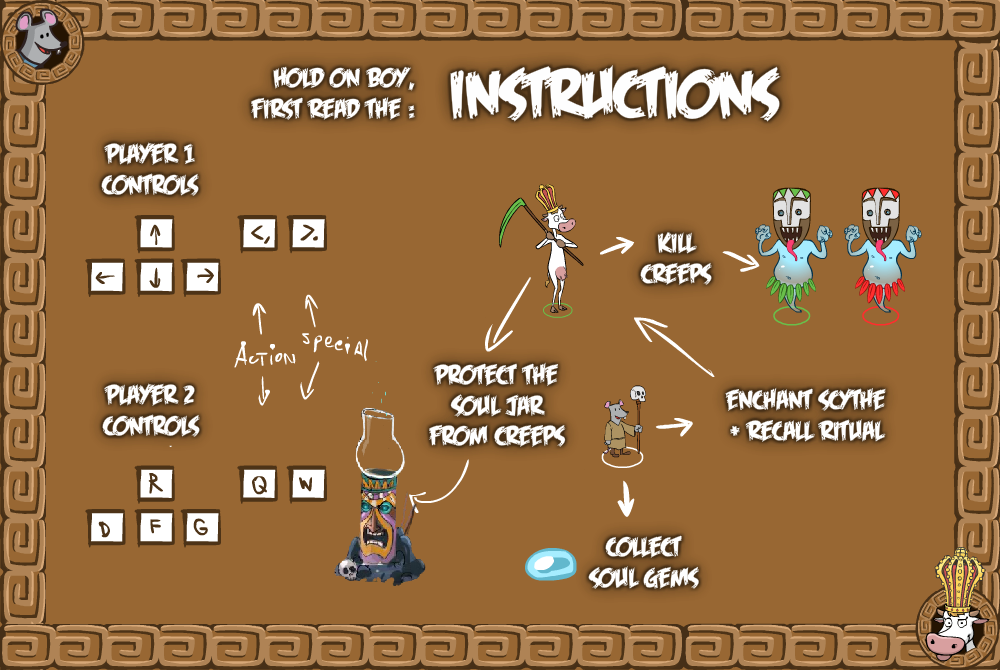 HOLD ON BOY,
FIRST READ THE :
INSTRUCTIONS
PLAYER 1
CONTROLS
↑
<, >.
← ↓ →
ACTION
SPECIAL
PLAYER 2
CONTROLS
R
Q W
D F G
KILL
CREEPS
PROTECT THE
SOUL JAR
FROM CREEPS
ENCHANT SCYTHE
+ RECALL RITUAL
COLLECT
SOUL GEMS